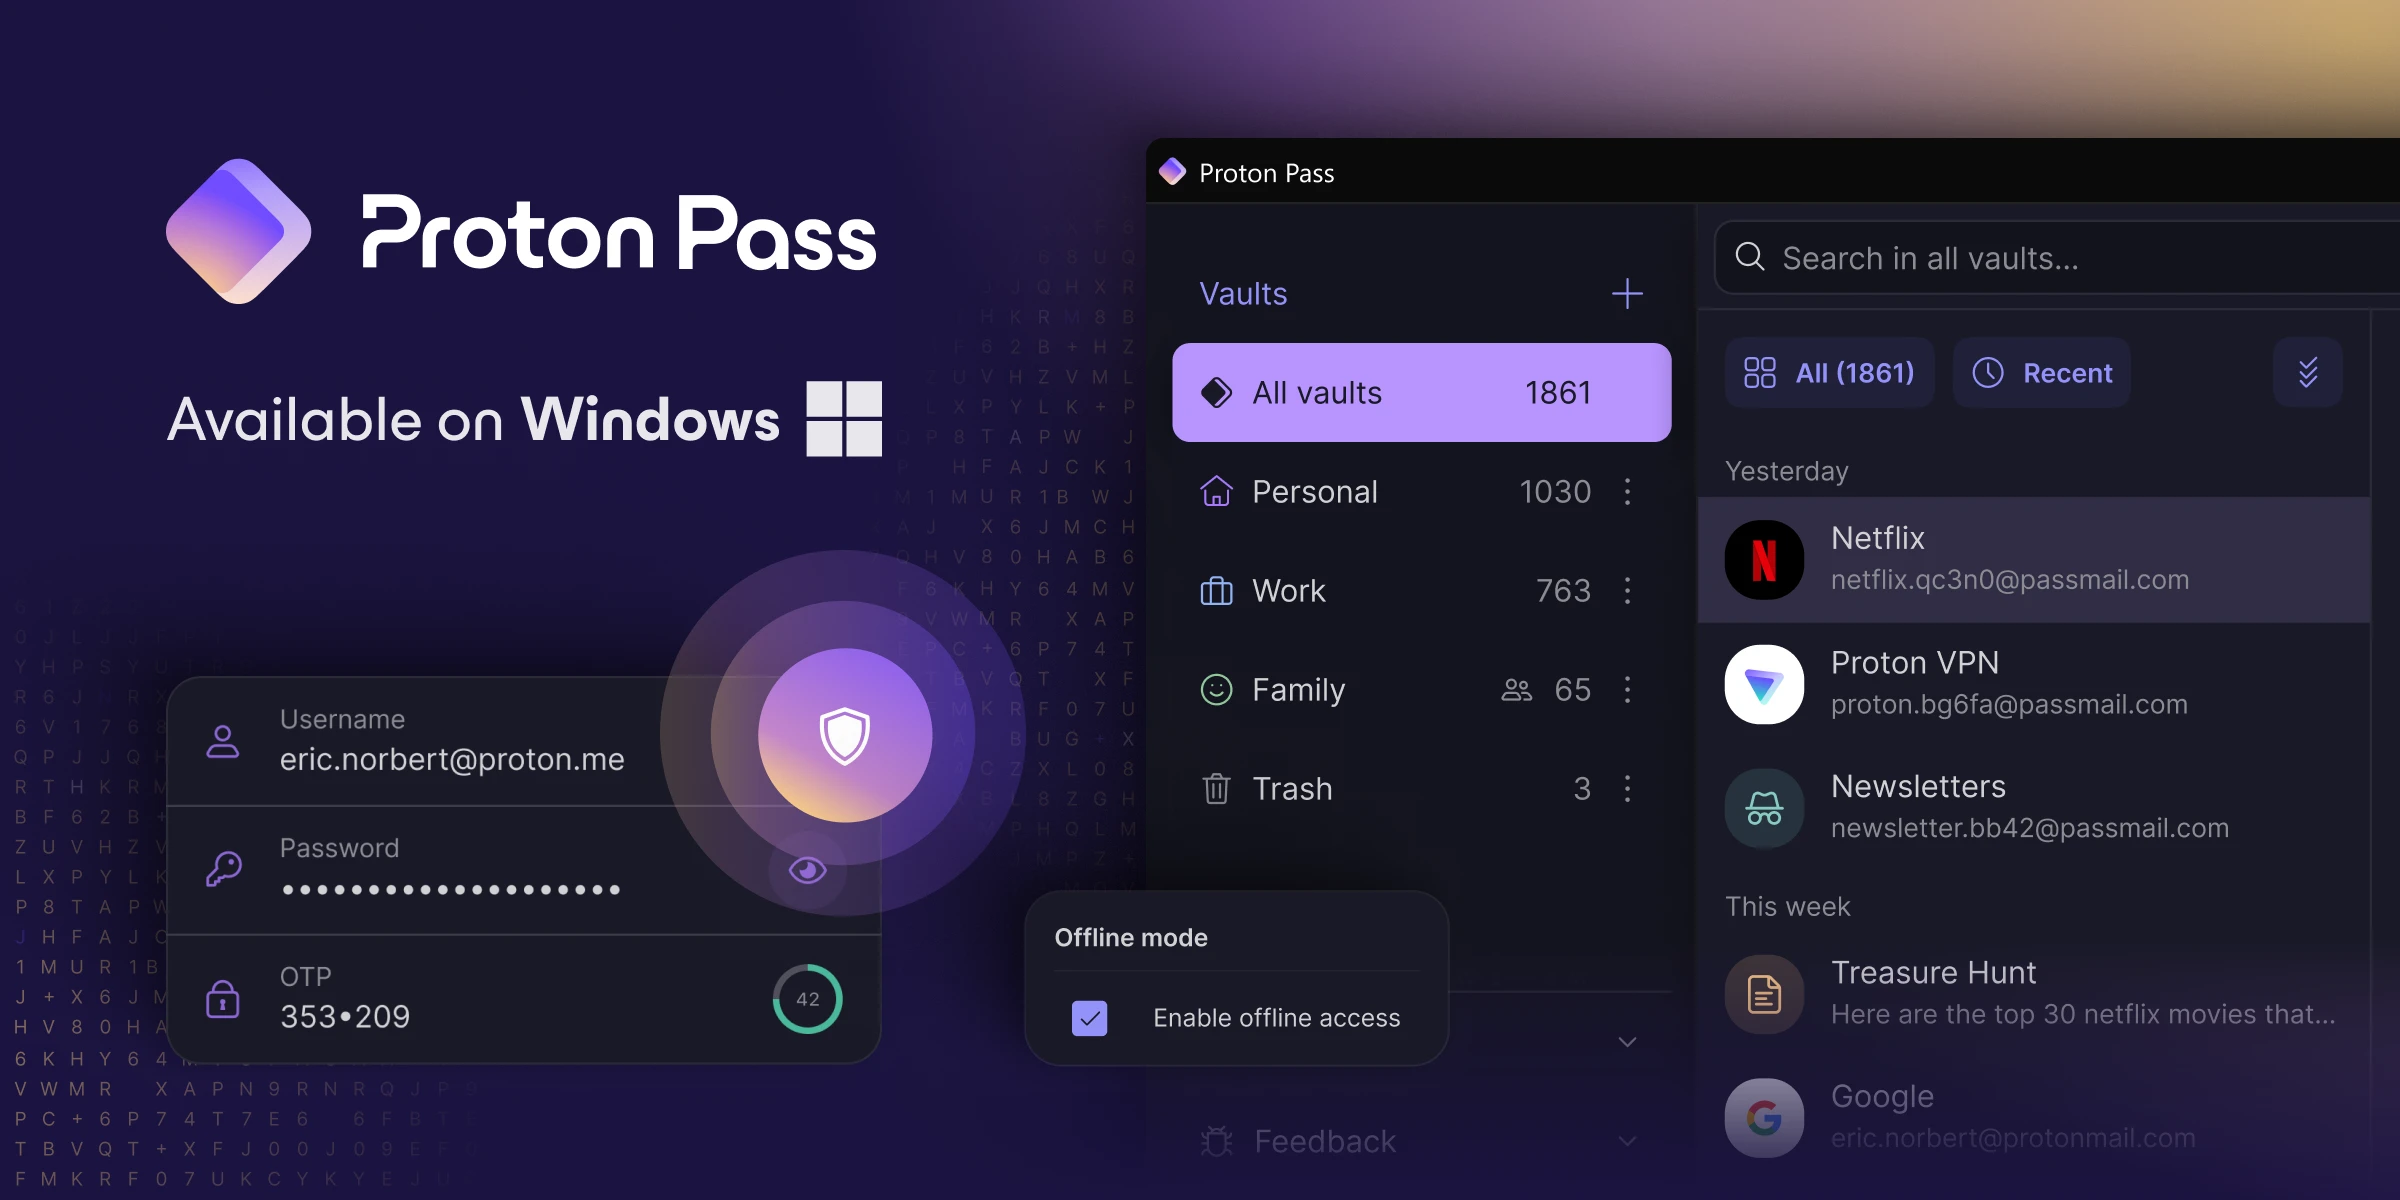 Proton Pass
Available on Windows
Username
eric.norbert@proton.me
Password
••••••••••••••••••••
OTP
353•209
42
Proton Pass
Vaults
All vaults 1861
Personal 1030
Work 763
Family 65
Trash 3
Offline mode
Enable offline access
Feedback
Search in all vaults...
All (1861) Recent
Yesterday
Netflix
netflix.qc3n0@passmail.com
Proton VPN
proton.bg6fa@passmail.com
Newsletters
newsletter.bb42@passmail.com
This week
Treasure Hunt
Here are the top 30 netflix movies that...
Google
eric.norbert@protonmail.com